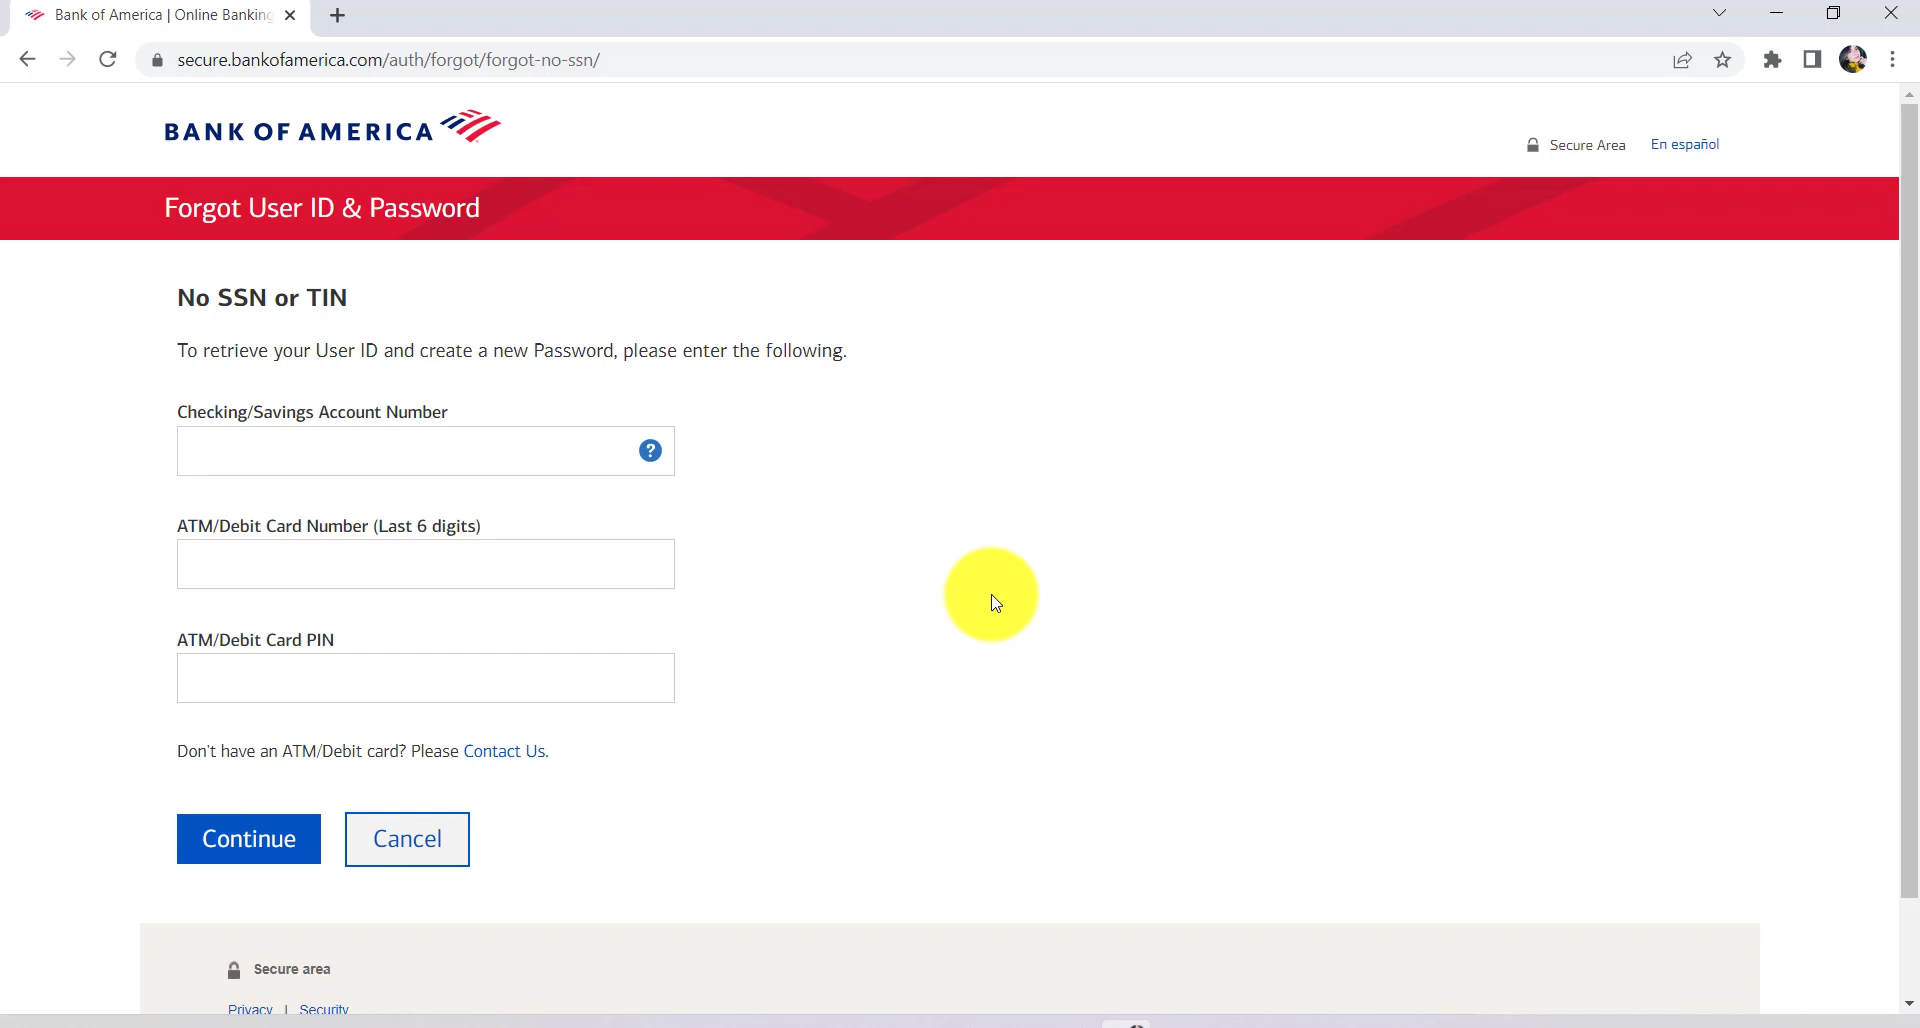 Bank of America | Online Banking
secure.bankofamerica.com/auth/forgot/forgot-no-ssn/
BANK OF AMERICA
Secure Area
En español
Forgot User ID & Password
No SSN or TIN
To retrieve your User ID and create a new Password, please enter the following.
Checking/Savings Account Number
?
ATM/Debit Card Number (Last 6 digits)
ATM/Debit Card PIN
Don't have an ATM/Debit card? Please Contact Us.
Continue
Cancel
Secure area
Privacy | Security